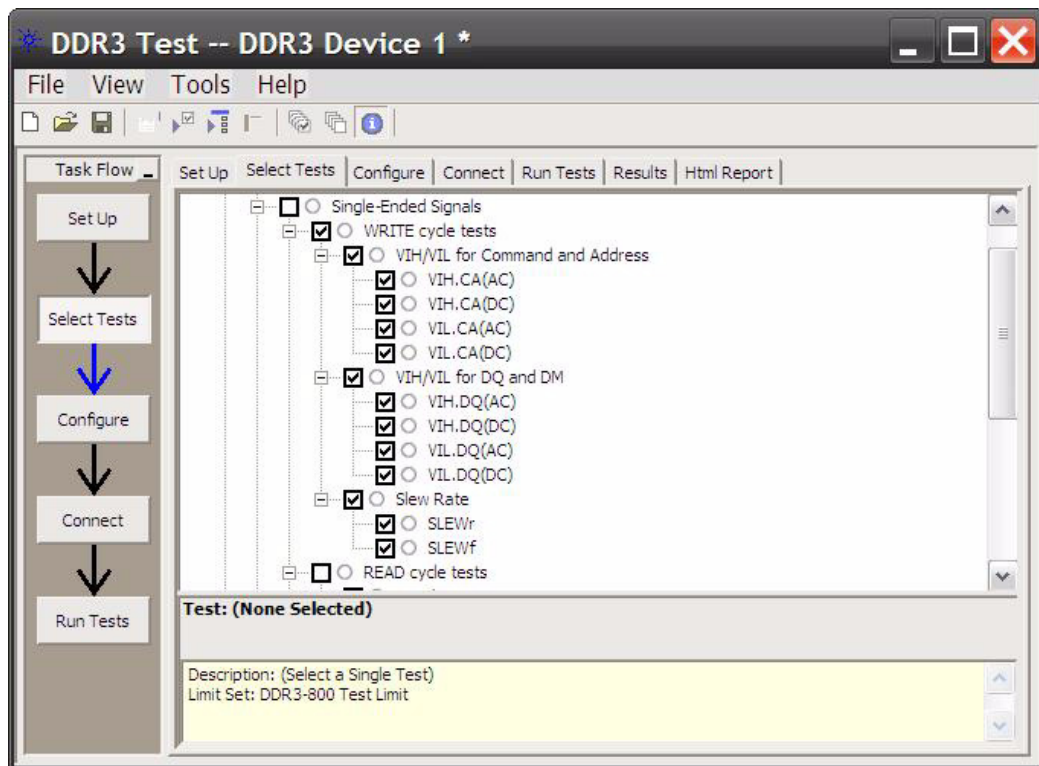 DDR3 Test -- DDR3 Device 1 *
File View Tools Help
Task Flow
Set Up
Select Tests
Configure
Connect
Run Tests
Set Up Select Tests Configure Connect Run Tests Results Html Report
Single-Ended Signals
WRITE cycle tests
VIH/VIL for Command and Address
VIH.CA(AC)
VIH.CA(DC)
VIL.CA(AC)
VIL.CA(DC)
VIH/VIL for DQ and DM
VIH.DQ(AC)
VIH.DQ(DC)
VIL.DQ(AC)
VIL.DQ(DC)
Slew Rate
SLEWr
SLEWf
READ cycle tests
Test: (None Selected)
Description: (Select a Single Test)
Limit Set: DDR3-800 Test Limit